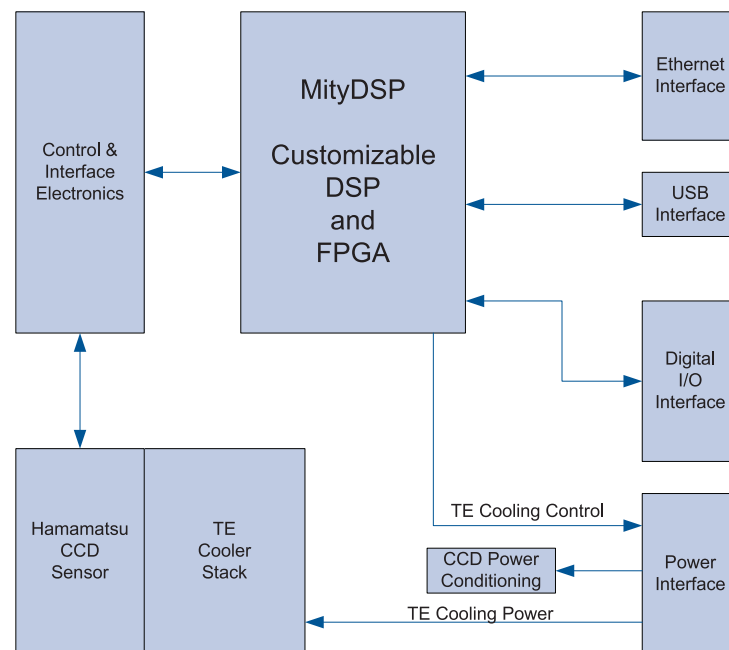 MityDSP
Customizable
DSP
and
FPGA
Control &
Interface
Electronics
Ethernet
Interface
USB
Interface
Digital
I/O
Interface
TE Cooling Control
CCD Power
Conditioning
Power
Interface
TE Cooling Power
Hamamatsu
CCD
Sensor
TE
Cooler
Stack